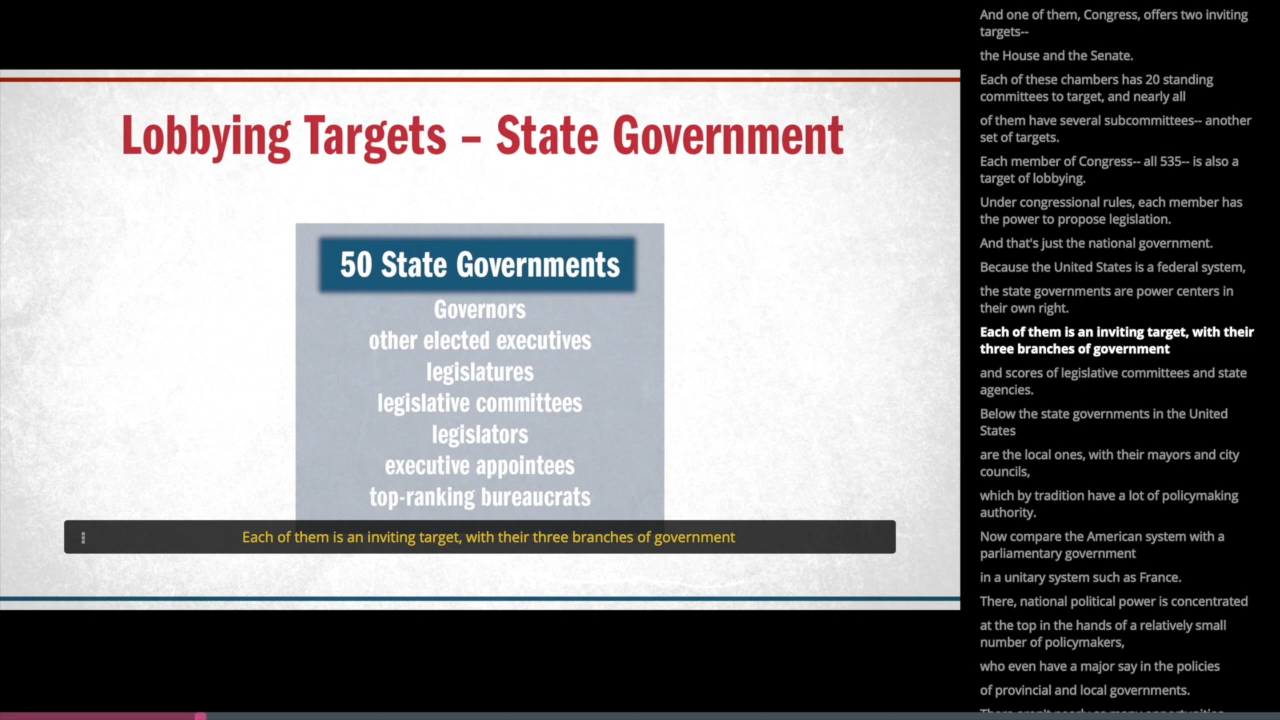 Lobbying Targets – State Government
50 State Governments
Governors
other elected executives
legislatures
legislative committees
legislators
executive appointees
top-ranking bureaucrats
Each of them is an inviting target, with their three branches of government
And one of them, Congress, offers two inviting
targets--
the House and the Senate.
Each of these chambers has 20 standing
committees to target, and nearly all
of them have several subcommittees-- another
set of targets.
Each member of Congress-- all 535-- is also a
target of lobbying.
Under congressional rules, each member has
the power to propose legislation.
And that's just the national government.
Because the United States is a federal system,
the state governments are power centers in
their own right.
Each of them is an inviting target, with their
three branches of government
and scores of legislative committees and state
agencies.
Below the state governments in the United
States
are the local ones, with their mayors and city
councils,
which by tradition have a lot of policymaking
authority.
Now compare the American system with a
parliamentary government
in a unitary system such as France.
There, national political power is concentrated
at the top in the hands of a relatively small
number of policymakers,
who even have a major say in the policies
of provincial and local governments.
There aren't nearly as many opportunities